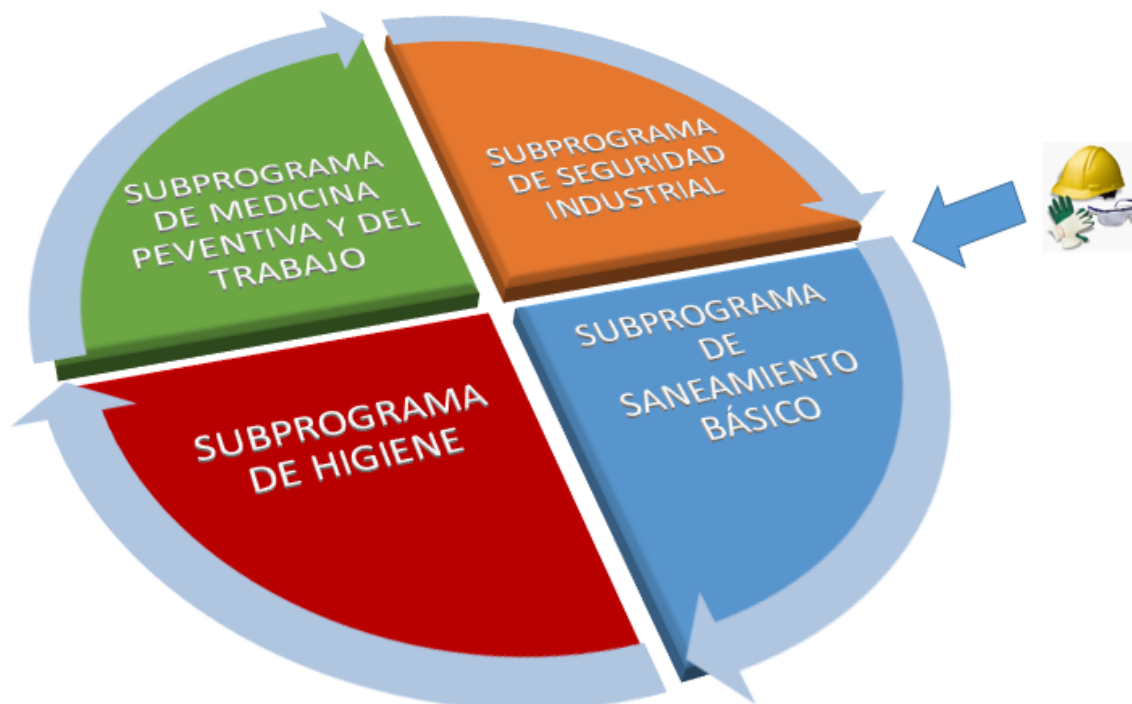 SUBPROGRAMA
DE MEDICINA
PEVENTIVA Y DEL
TRABAJO
SUBPROGRAMA
DE SEGURIDAD
INDUSTRIAL
SUBPROGRAMA
DE HIGIENE
SUBPROGRAMA
DE
SANEAMIENTO
BÁSICO